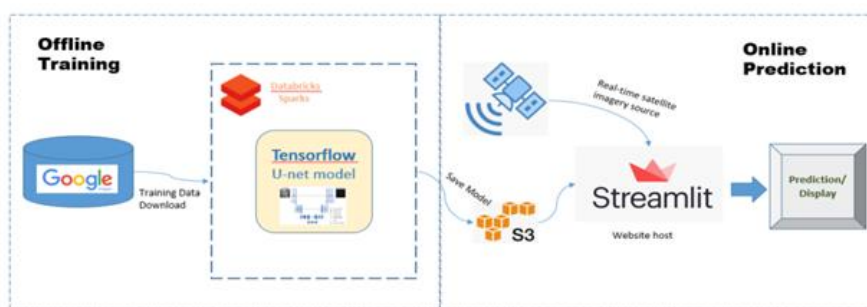 Offline
Training
Databricks
Sparks
Google
Training Data
Download
Tensorflow
U-net model
Save Model
S3
Real-time satellite
imagery source
Streamlit
Website host
Online
Prediction
Prediction/
Display